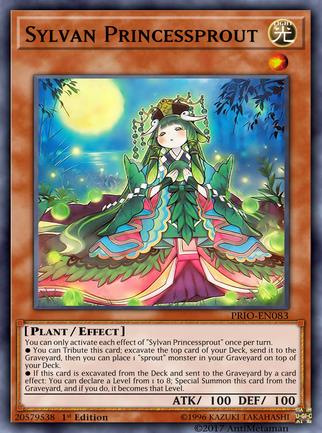 Sylvan Princessprout
LIGHT
光
PRIO-EN083
[Plant / Effect]
You can only activate each effect of "Sylvan Princessprout" once per turn.
● You can Tribute this card; excavate the top card of your Deck, send it to the
Graveyard, then you can place 1 "sprout" monster in your Graveyard on top
of your Deck.
● If this card is excavated from the Deck and sent to the Graveyard by a card
effect: You can declare a Level from 1 to 8; Special Summon this card from the
Graveyard, and if you do, it becomes that Level.
ATK/ 100 DEF/ 100
20579538 1st Edition ©1996 KAZUKI TAKAHASHI
©2017 AntiMetaman